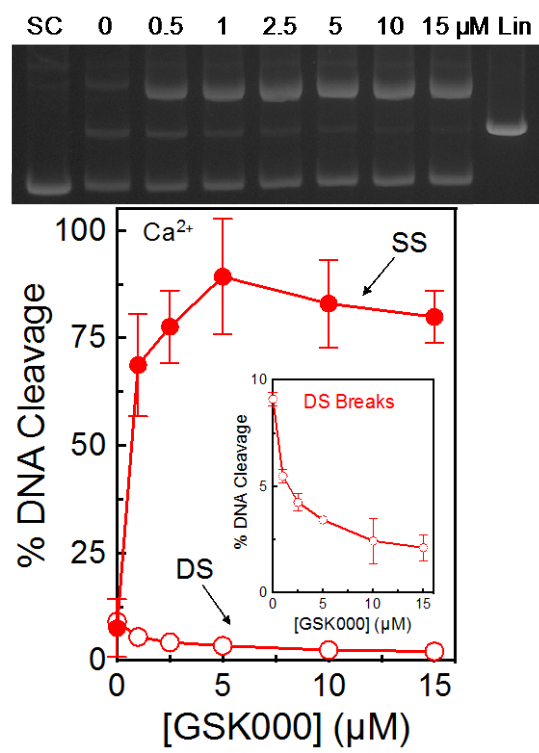 SC 0 0.5 1 2.5 5 10 15 µM Lin
100
Ca2+
SS
75
% DNA Cleavage
50
25
DS
0
0 5 10 15
[GSK000] (µM)
10
DS Breaks
% DNA Cleavage
5
0
0 5 10 15
[GSK000] (µM)